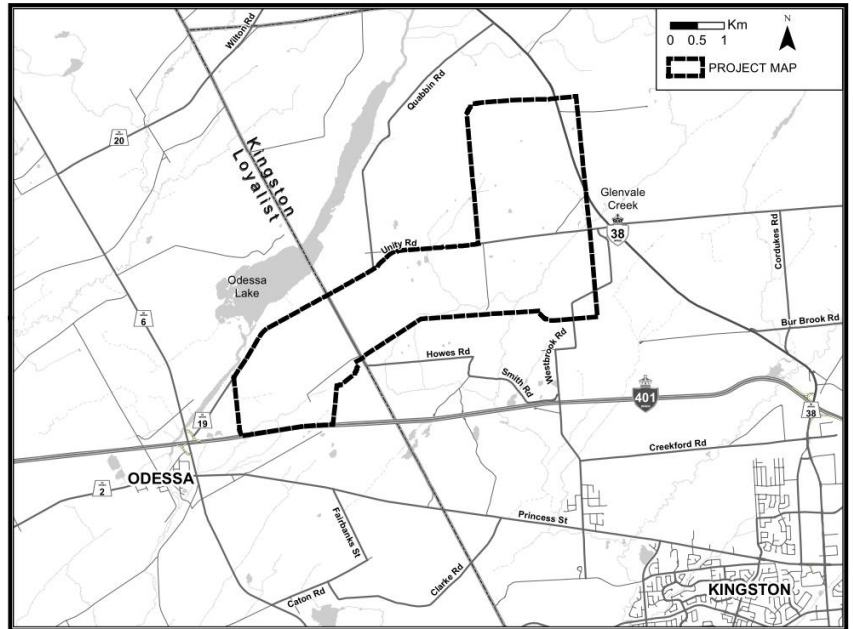 Km
0 0.5 1
N
PROJECT MAP
Wilton Rd
Quabbin Rd
20
Kingston
Loyalist
Glenvale
Creek
38
Unity Rd
Cordukes Rd
Odessa
Lake
6
Bur Brook Rd
Howes Rd
Westbrook Rd
Smith Rd
401
19
38
Creekford Rd
ODESSA
2
Princess St
Fairbanks St
Clarke Rd
Caton Rd
KINGSTON